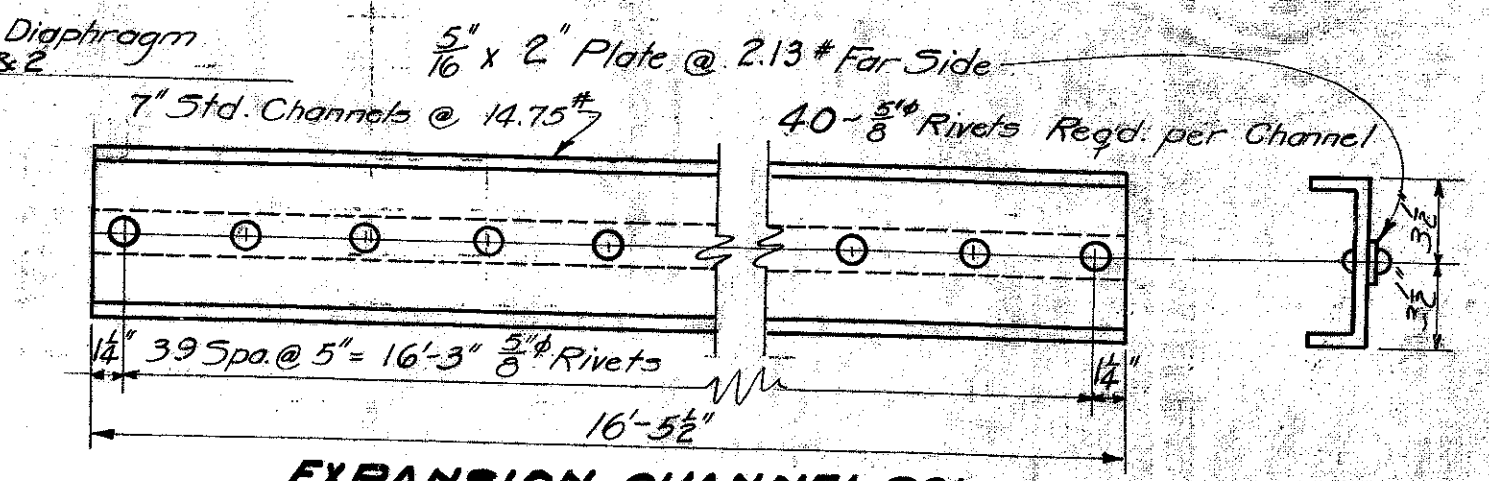 Diaphragm
& 2
5/16" x 2" Plate @ 2.13# Far Side
7" Std. Channels @ 14.75#
40 - 5/8"φ Rivets Req'd. per Channel
3 1/2"
3 1/2"
1 1/4"
39 Spa. @ 5" = 16'-3" 5/8"φ Rivets
1 1/4"
16'-5 1/2"
EXPANSION CHANNEL